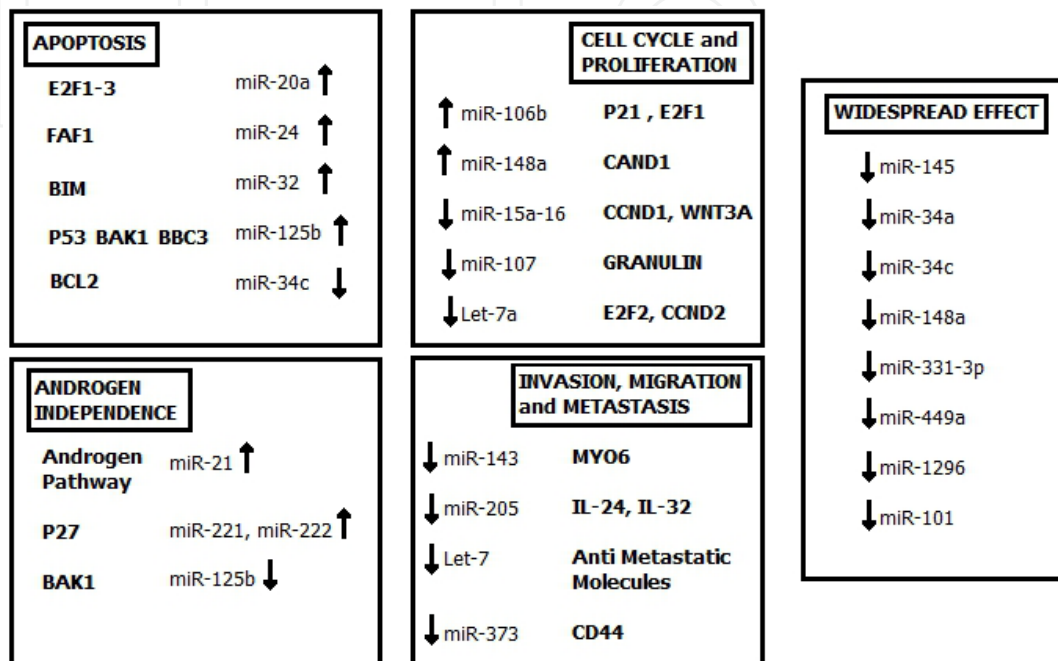 APOPTOSIS
E2F1-3 miR-20a ↑
FAF1 miR-24 ↑
BIM miR-32 ↑
P53 BAK1 BBC3 miR-125b ↑
BCL2 miR-34c ↓
CELL CYCLE and
PROLIFERATION
↑ miR-106b P21 , E2F1
↑ miR-148a CAND1
↓ miR-15a-16 CCND1, WNT3A
↓ miR-107 GRANULIN
↓ Let-7a E2F2, CCND2
WIDESPREAD EFFECT
↓ miR-145
↓ miR-34a
↓ miR-34c
↓ miR-148a
↓ miR-331-3p
↓ miR-449a
↓ miR-1296
↓ miR-101
ANDROGEN
INDEPENDENCE
Androgen miR-21 ↑
Pathway
P27 miR-221, miR-222 ↑
BAK1 miR-125b ↓
INVASION, MIGRATION
and METASTASIS
↓ miR-143 MYO6
↓ miR-205 IL-24, IL-32
↓ Let-7 Anti Metastatic
Molecules
↓ miR-373 CD44